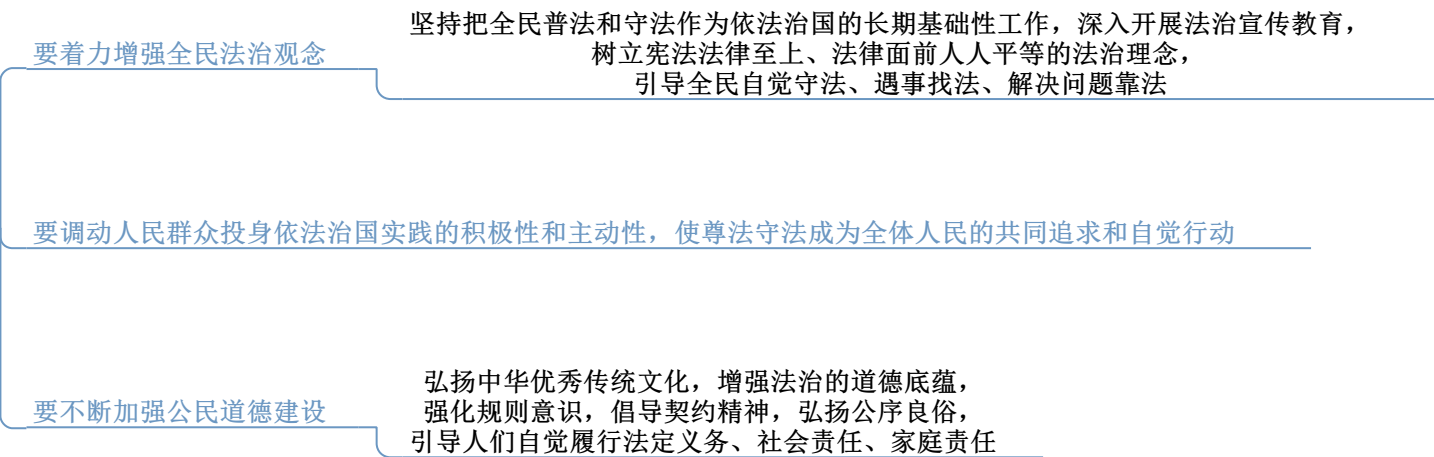 要着力增强全民法治观念
坚持把全民普法和守法作为依法治国的长期基础性工作，深入开展法治宣传教育，
树立宪法法律至上、法律面前人人平等的法治理念，
引导全民自觉守法、遇事找法、解决问题靠法
要调动人民群众投身依法治国实践的积极性和主动性，使尊法守法成为全体人民的共同追求和自觉行动
要不断加强公民道德建设
弘扬中华优秀传统文化，增强法治的道德底蕴，
强化规则意识，倡导契约精神，弘扬公序良俗，
引导人们自觉履行法定义务、社会责任、家庭责任